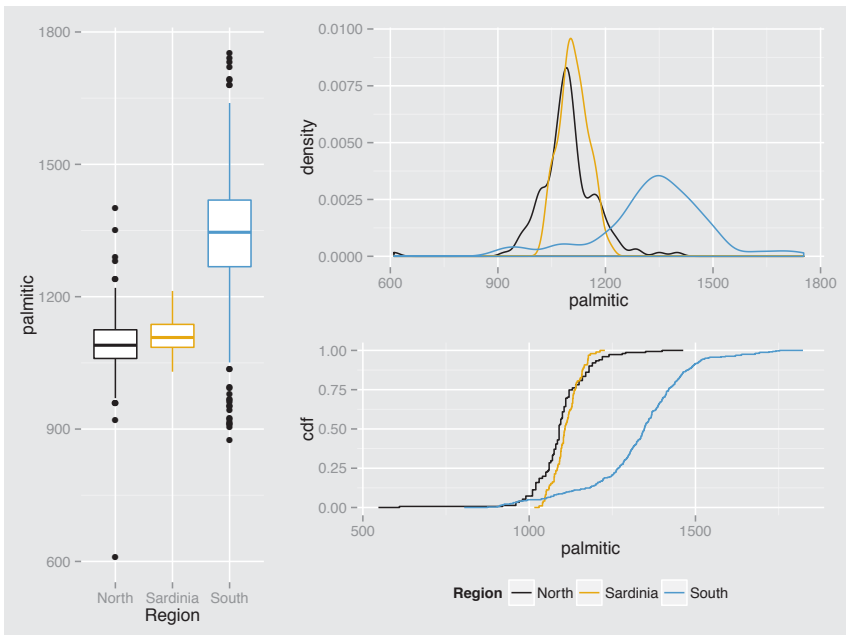 palmitic
1800
1500
1200
900
600
North Sardinia South
Region
density
0.0100
0.0075
0.0050
0.0025
0.0000
600 900 1200 1500 1800
palmitic
cdf
1.00
0.75
0.50
0.25
0.00
500 1000 1500
palmitic
Region North Sardinia South